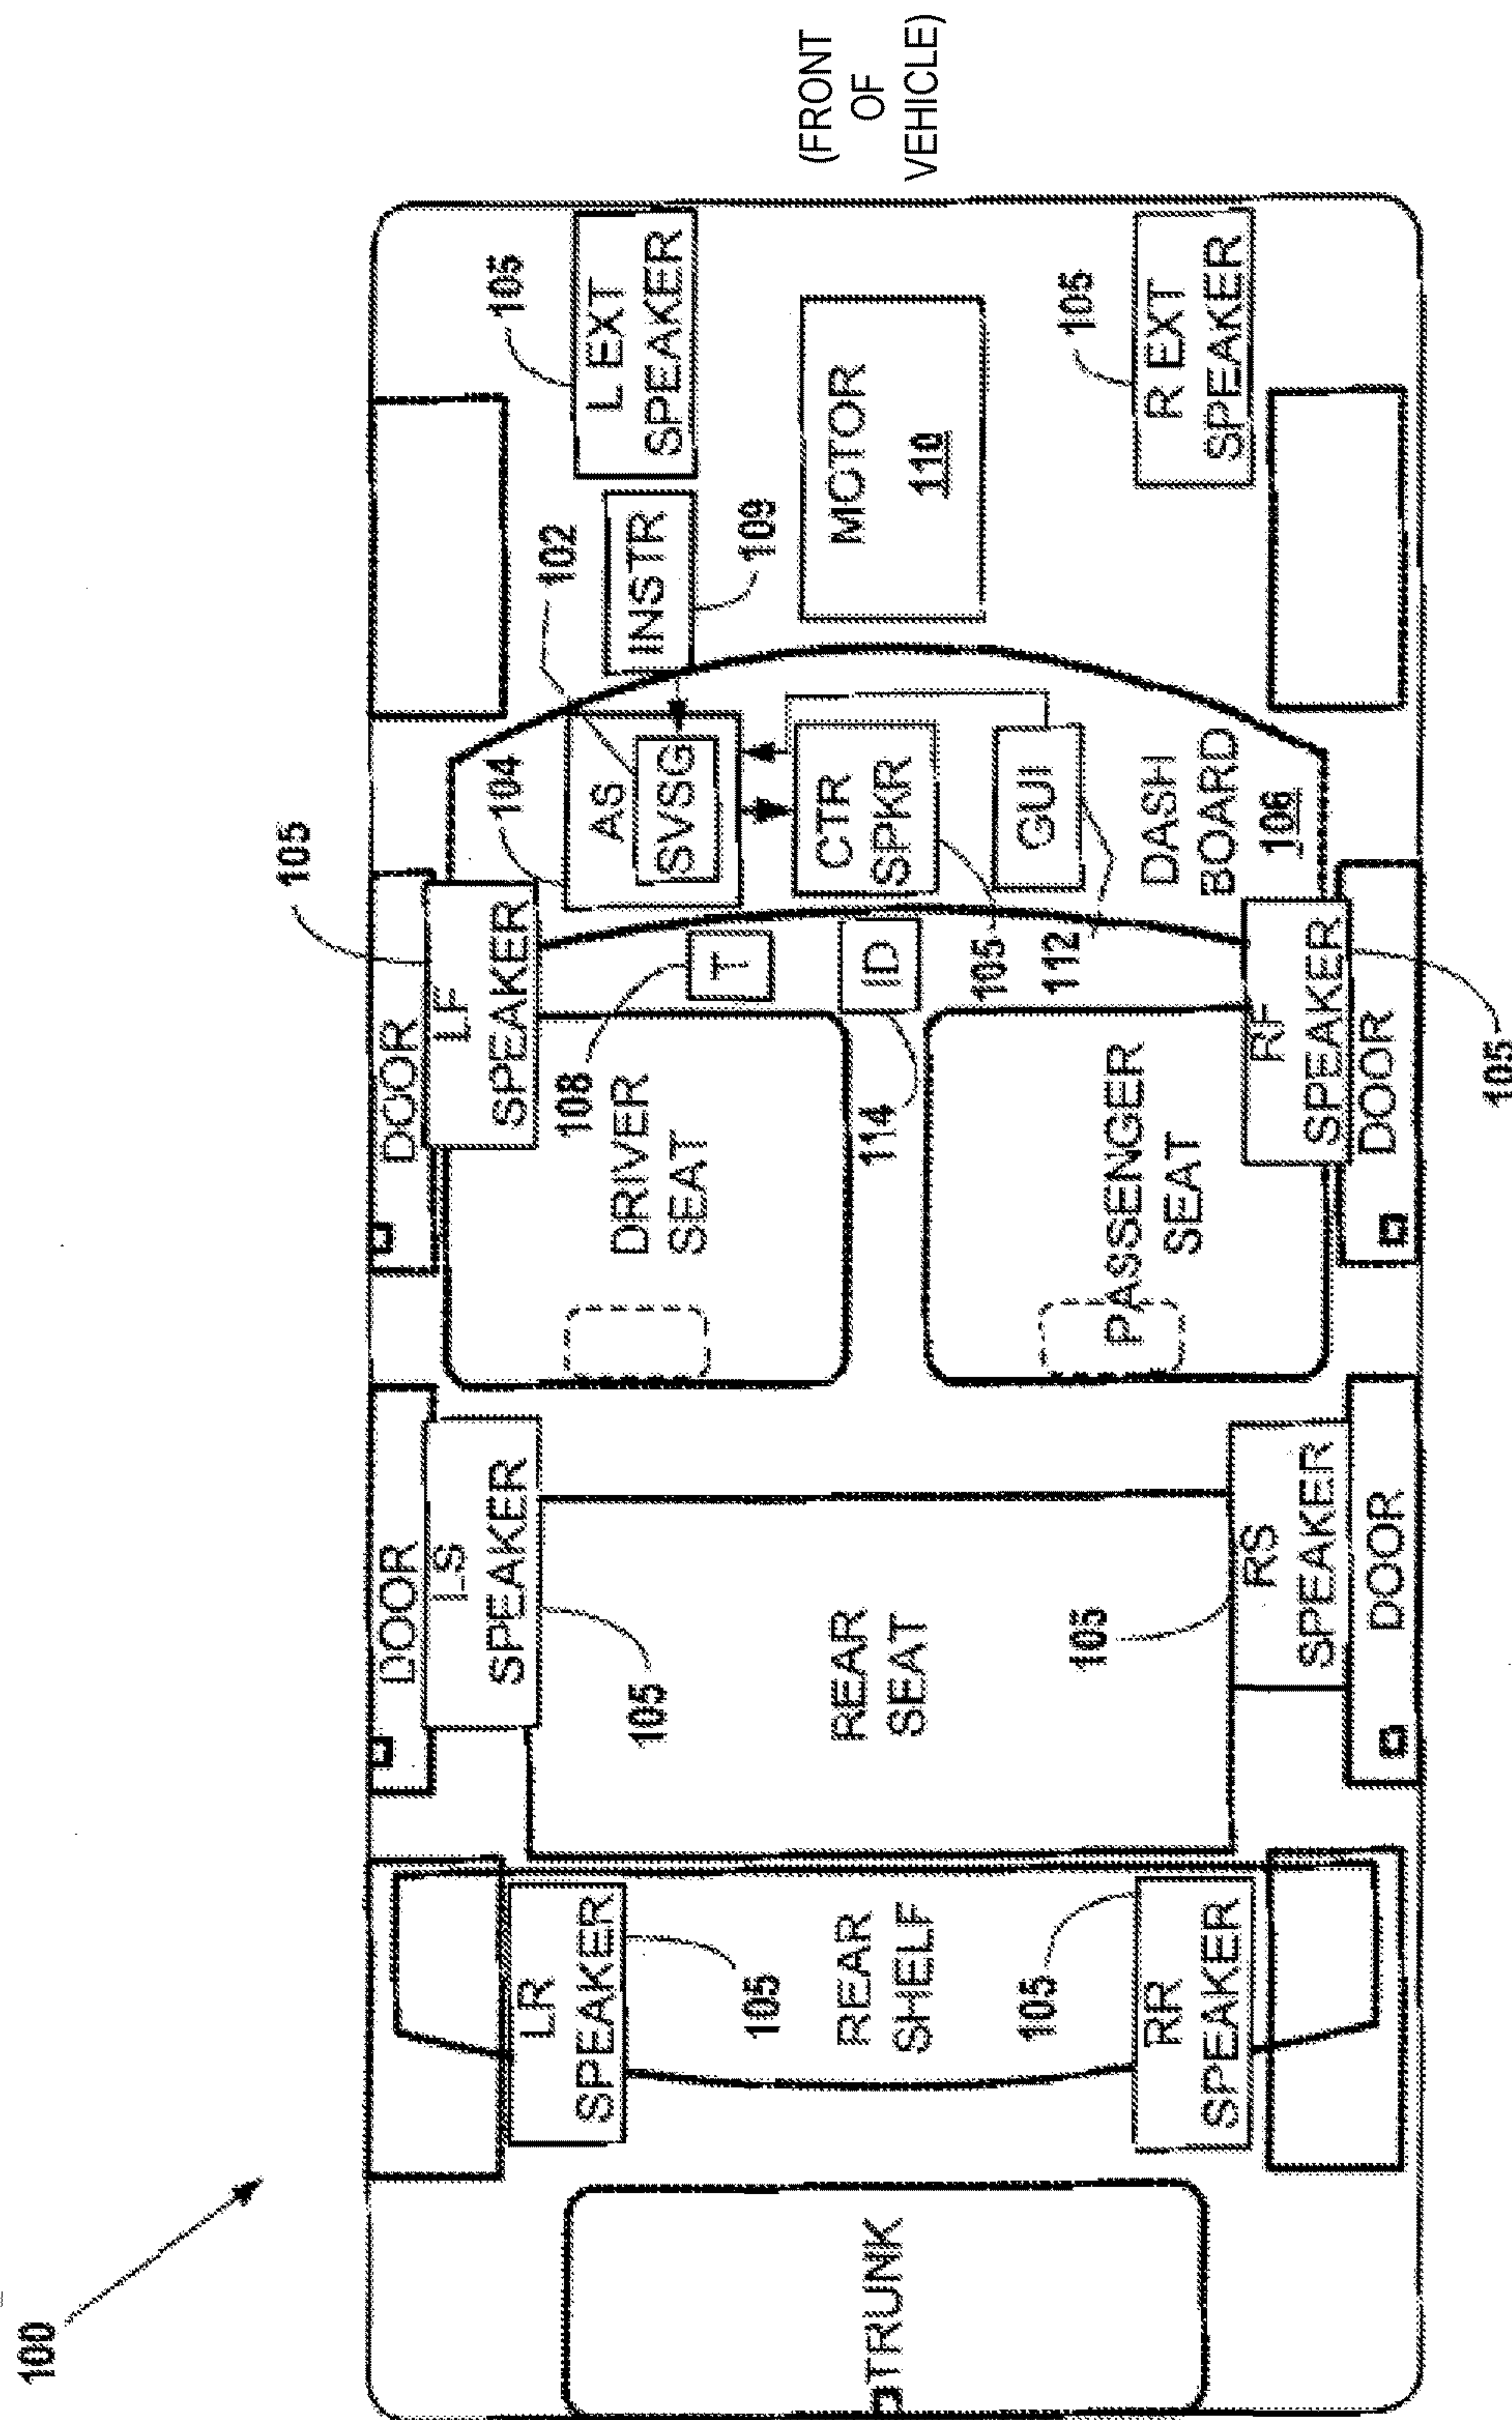 100
(FRONT
OF
VEHICLE)
105
L EXT
SPEAKER
105
R EXT
SPEAKER
MOTOR
110
INSTR
109
102
104
AS
SVSG
CTR
SPKR
105
GUI
112
DASH
BOARD
106
105
DOOR
LF
SPEAKER
T
108
ID
114
DRIVER
SEAT
PASSENGER
SEAT
RF
SPEAKER
DOOR
105
DOOR
LS
SPEAKER
105
REAR
SEAT
105
RS
SPEAKER
DOOR
LR
SPEAKER
105
REAR
SHELF
105
RR
SPEAKER
TRUNK